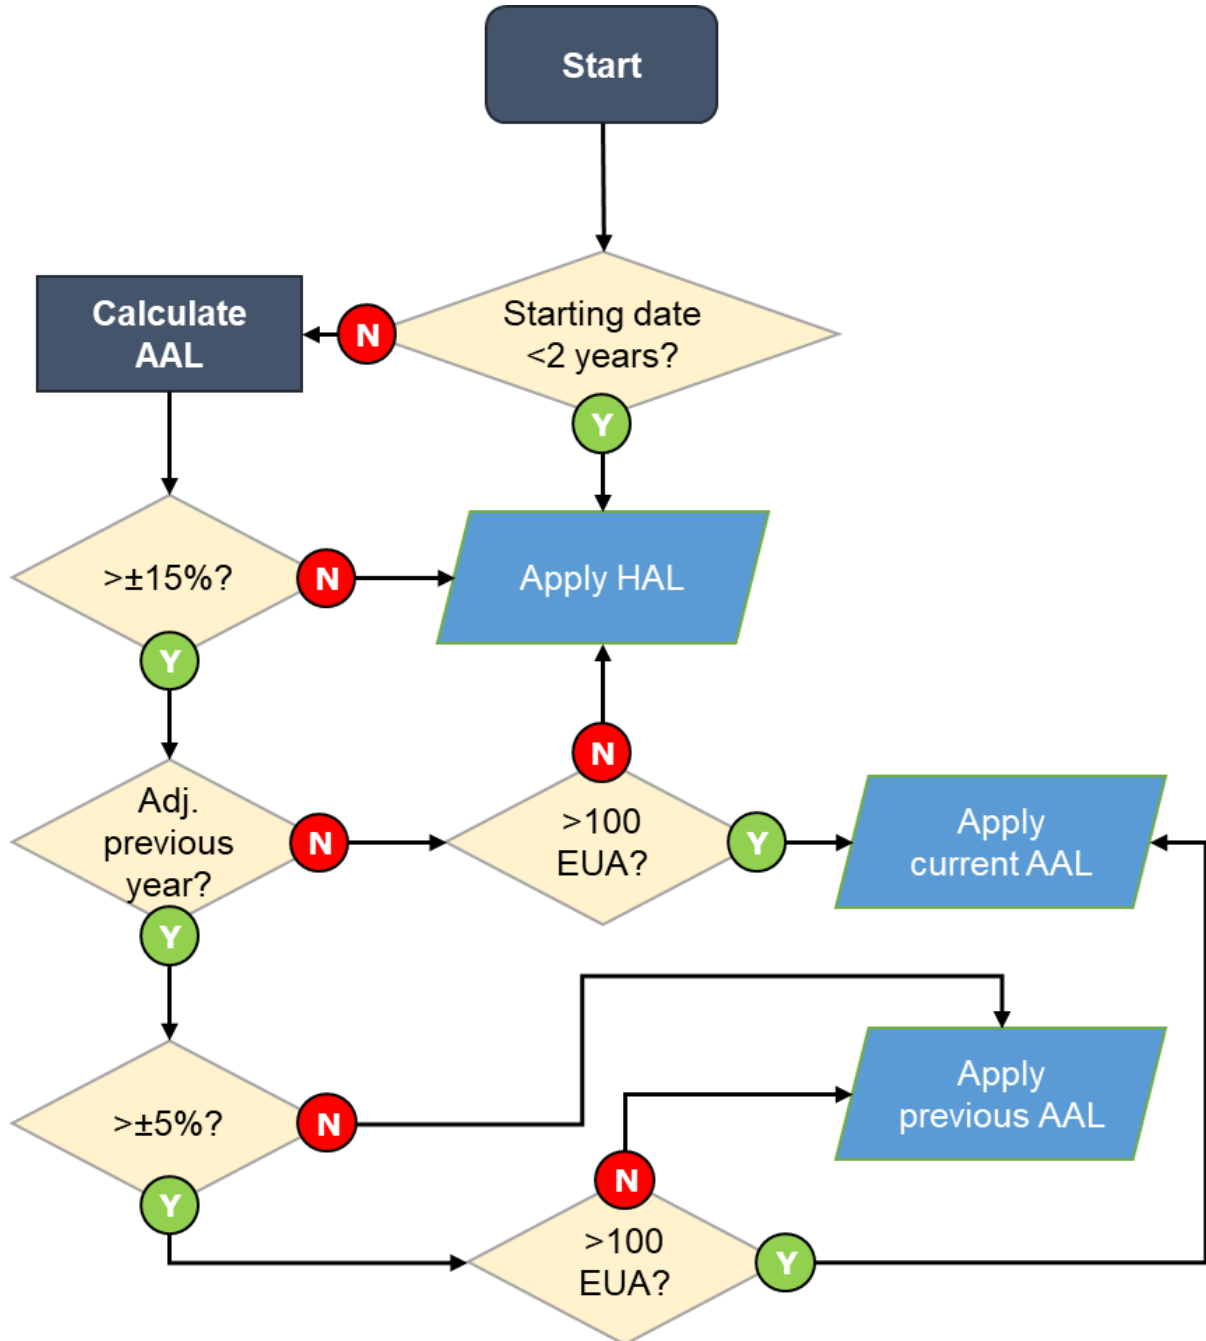 Start
Starting date
<2 years?
N
Y
Calculate
AAL
>±15%?
N
Y
Apply HAL
Adj.
previous
year?
N
Y
N
>100
EUA?
Y
Apply
current AAL
>±5%?
N
Y
Apply
previous AAL
N
>100
EUA?
Y